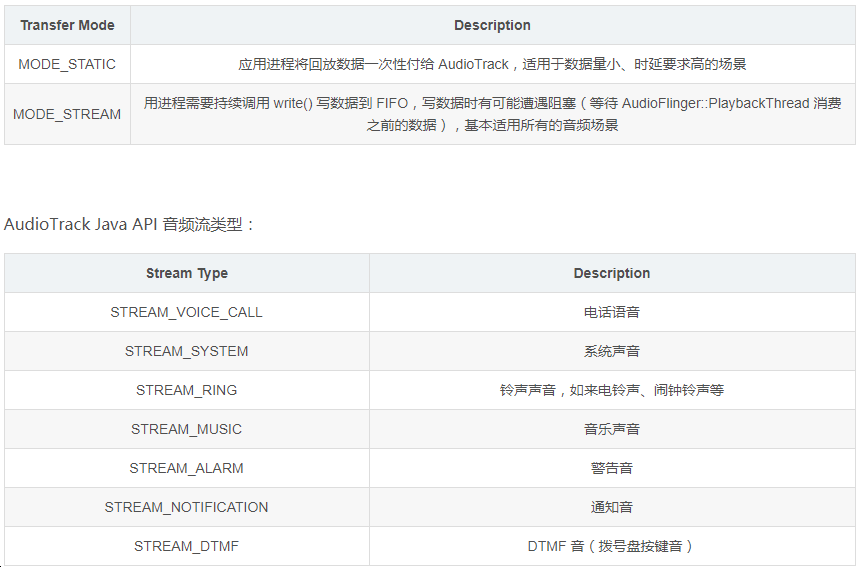 Transfer Mode Description
MODE_STATIC 应用进程将回放数据一次性付给 AudioTrack，适用于数据量小、时延要求高的场景
MODE_STREAM 用进程需要持续调用 write() 写数据到 FIFO，写数据时有可能遭遇阻塞（等待 AudioFlinger::PlaybackThread 消费
之前的数据），基本适用所有的音频场景
AudioTrack Java API 音频流类型：
Stream Type Description
STREAM_VOICE_CALL 电话语音
STREAM_SYSTEM 系统声音
STREAM_RING 铃声声音，如来电铃声、闹钟铃声等
STREAM_MUSIC 音乐声音
STREAM_ALARM 警告音
STREAM_NOTIFICATION 通知音
STREAM_DTMF DTMF 音（拨号盘按键音）